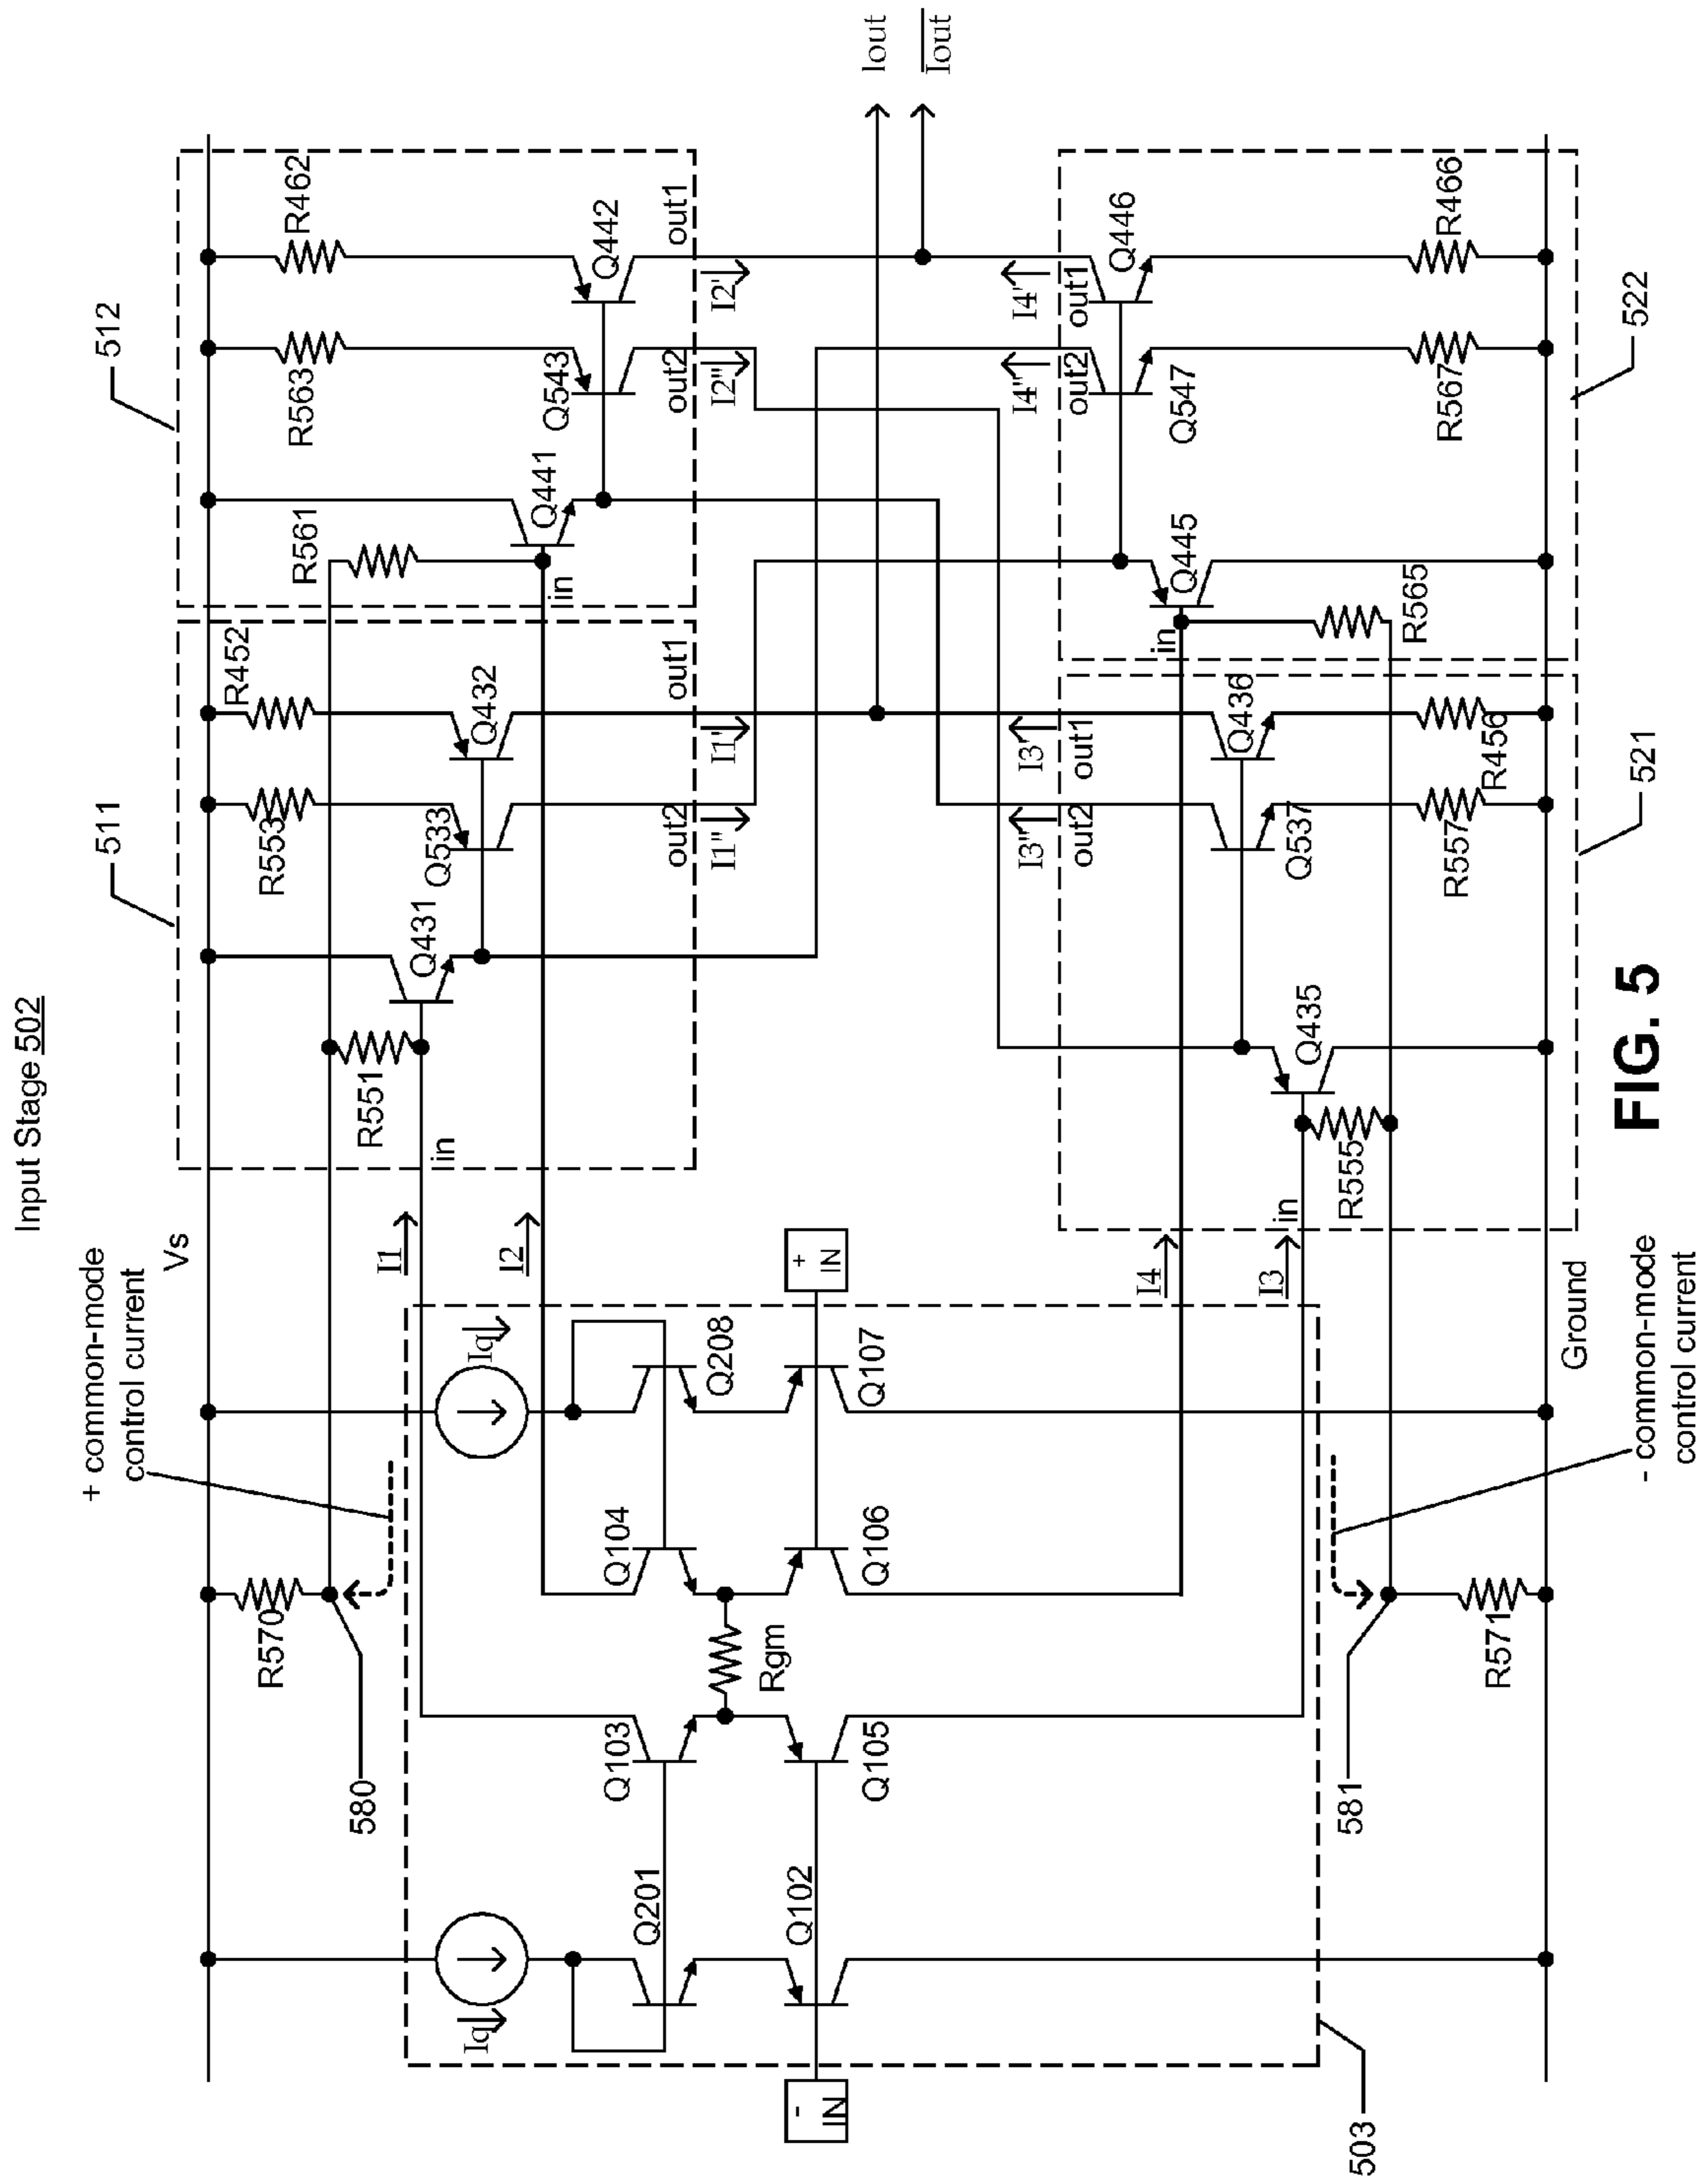 Input Stage 502
+ common-mode
control current
Vs
511
512
R570
580
R551
R553
R452
R561
R563
R462
Q431
Q533
Q432
Q441
Q543
Q442
in
out2
out1
in
out2
out1
I1
I2
I1"
I1'
I2"
I2'
Iq
Iq
Q201
Q103
Q104
Q208
Rgm
Q102
Q105
Q106
Q107
-
IN
+
IN
Iout
Iout
I3"
I3'
I4"
I4'
out2
out1
out2
out1
I4
I3
in
in
Q435
Q537
Q436
Q445
Q547
Q446
R555
R557
R456
R565
R567
R466
503
581
R571
Ground
- common-mode
control current
521
522
FIG. 5